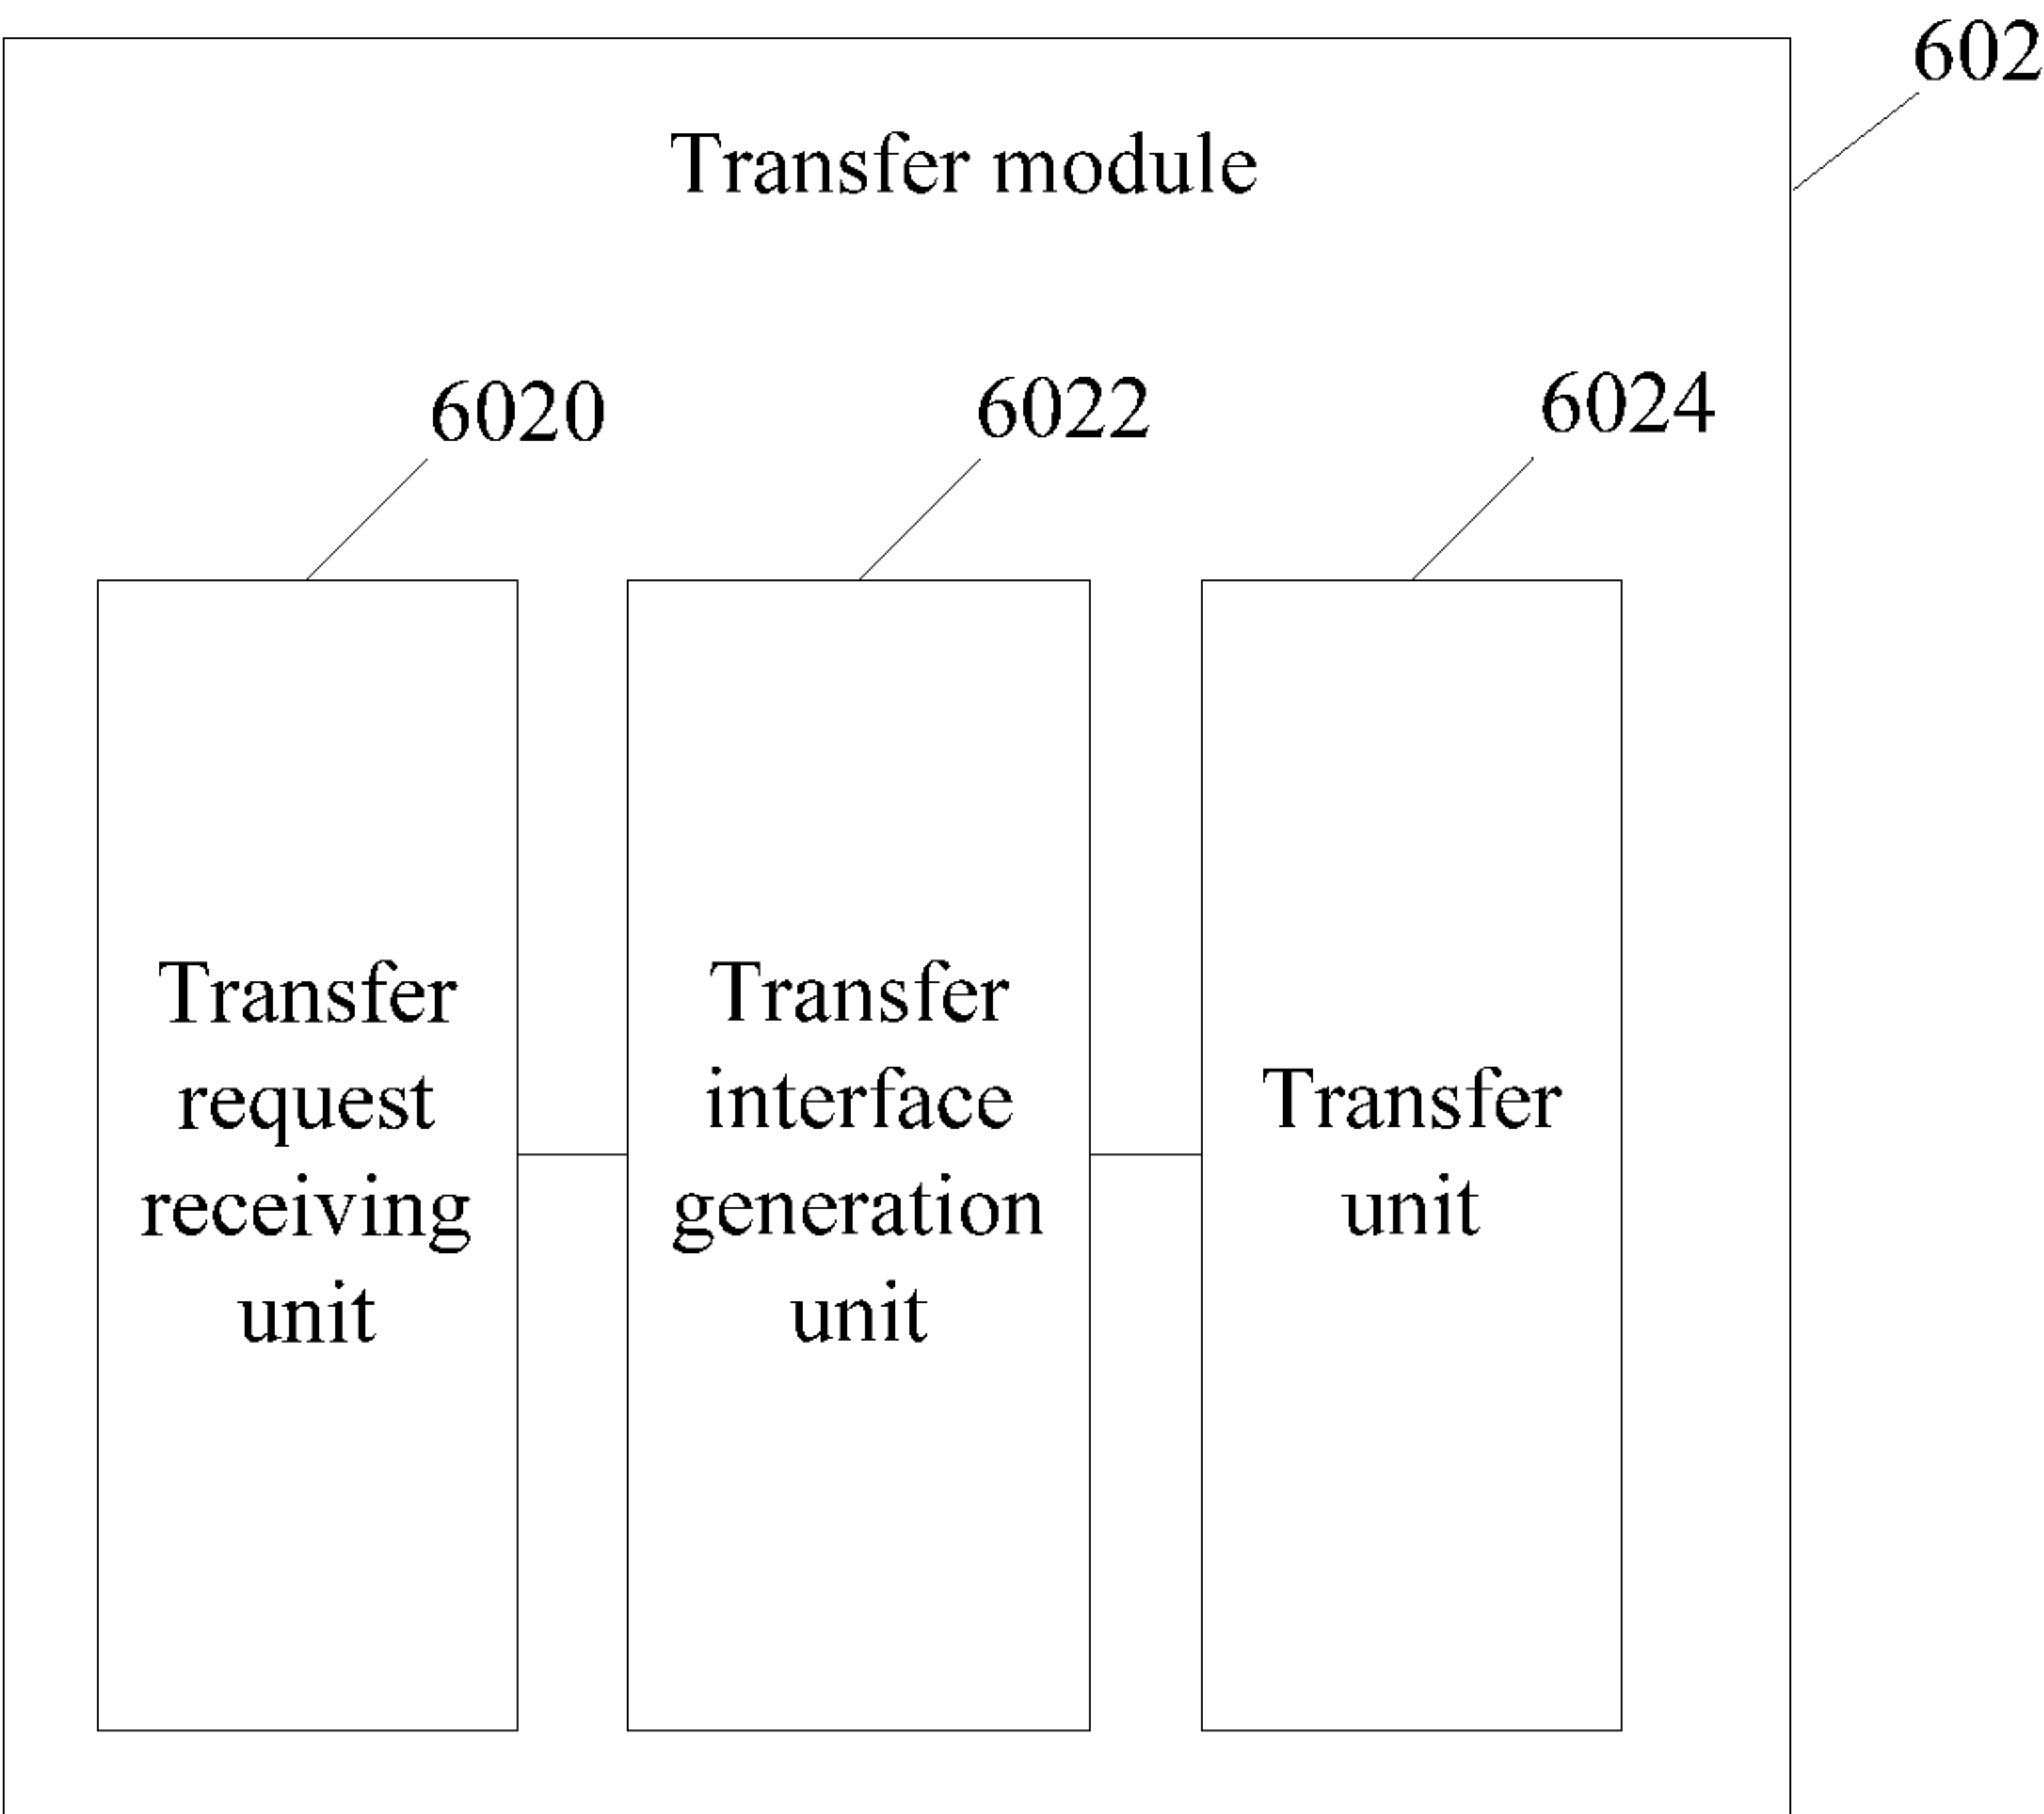 602
Transfer module
6020
6022
6024
Transfer
request
receiving
unit
Transfer
interface
generation
unit
Transfer
unit